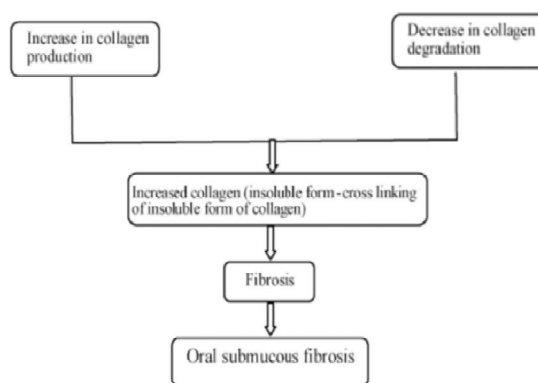 Increase in collagen
production
Decrease in collagen
degradation
Increased collagen (insoluble form-cross linking
of insoluble form of collagen)
Fibrosis
Oral submucous fibrosis